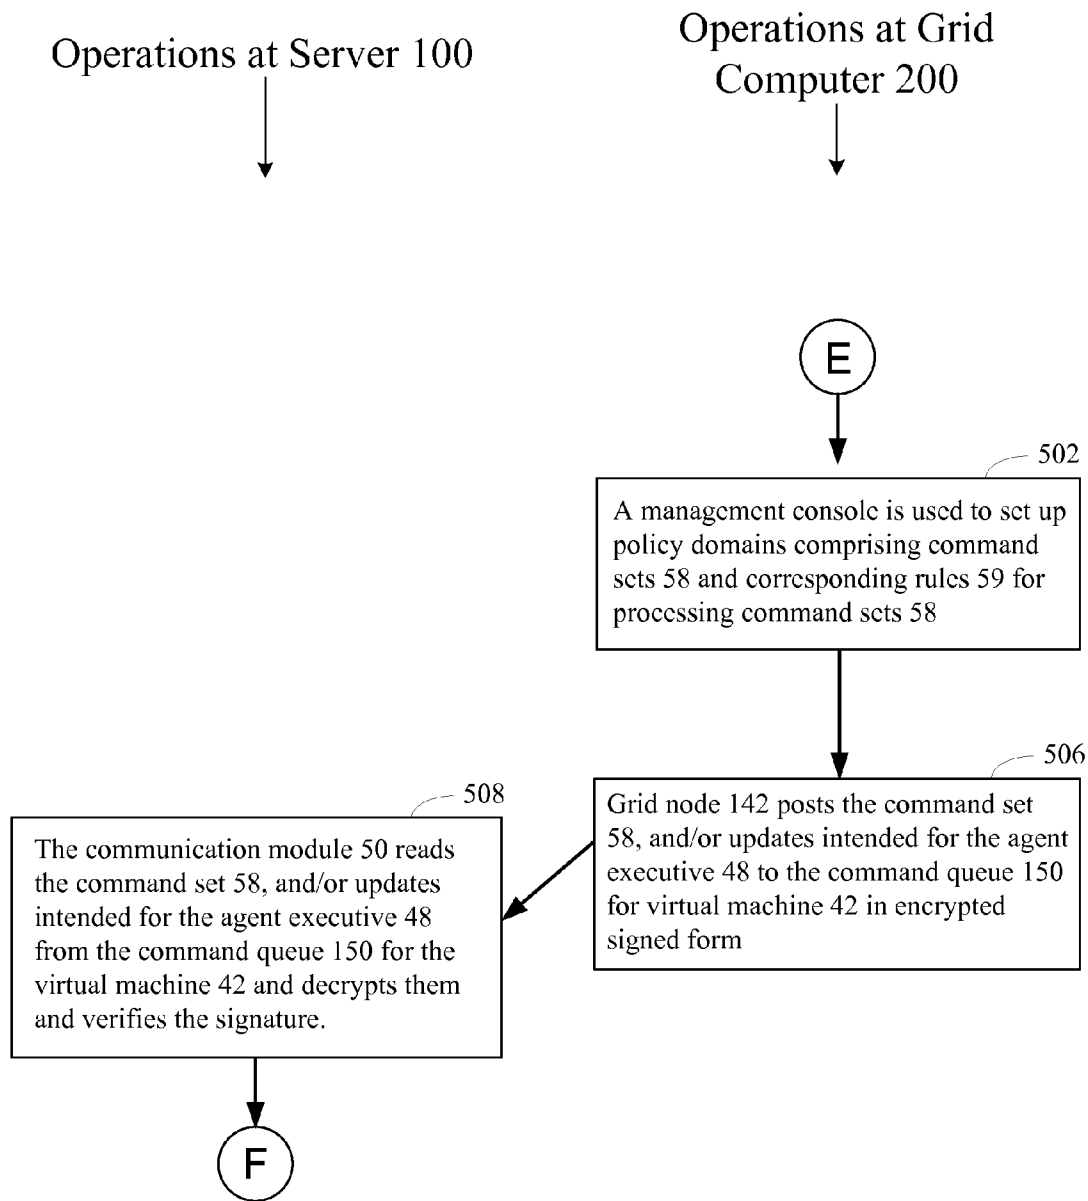 Operations at Server 100
Operations at Grid
Computer 200
E
502
A management console is used to set up
policy domains comprising command
sets 58 and corresponding rules 59 for
processing command sets 58
506
Grid node 142 posts the command set
58, and/or updates intended for the agent
executive 48 to the command queue 150
for virtual machine 42 in encrypted
signed form
508
The communication module 50 reads
the command set 58, and/or updates
intended for the agent executive 48
from the command queue 150 for the
virtual machine 42 and decrypts them
and verifies the signature.
F